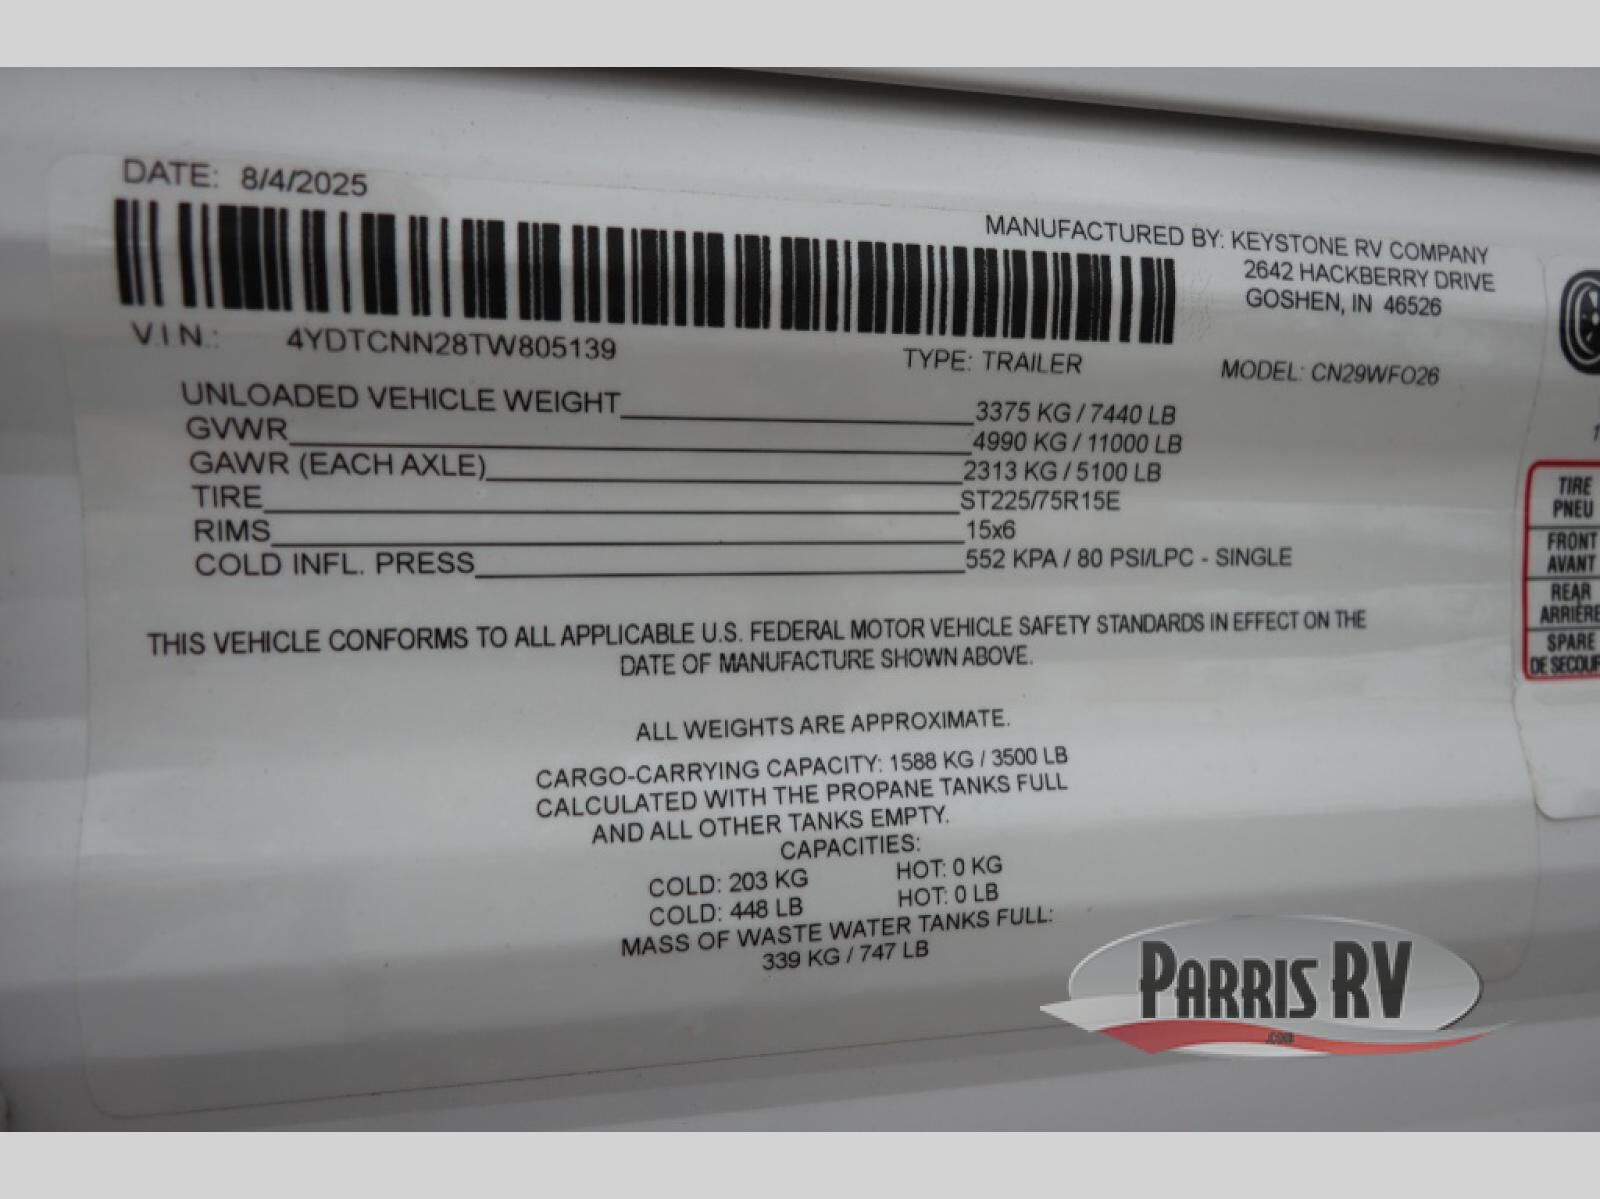 DATE: 8/4/2025
MANUFACTURED BY: KEYSTONE RV COMPANY
2642 HACKBERRY DRIVE
GOSHEN, IN 46526
V.I.N.: 4YDTCNN28TW805139
TYPE: TRAILER
MODEL: CN29WFO26
UNLOADED VEHICLE WEIGHT 3375 KG / 7440 LB
GVWR 4990 KG / 11000 LB
GAWR (EACH AXLE) 2313 KG / 5100 LB
TIRE ST225/75R15E
RIMS 15x6
COLD INFL. PRESS 552 KPA / 80 PSI/LPC - SINGLE
THIS VEHICLE CONFORMS TO ALL APPLICABLE U.S. FEDERAL MOTOR VEHICLE SAFETY STANDARDS IN EFFECT ON THE
DATE OF MANUFACTURE SHOWN ABOVE.
ALL WEIGHTS ARE APPROXIMATE.
CARGO-CARRYING CAPACITY: 1588 KG / 3500 LB
CALCULATED WITH THE PROPANE TANKS FULL
AND ALL OTHER TANKS EMPTY.
CAPACITIES:
COLD: 203 KG HOT: 0 KG
COLD: 448 LB HOT: 0 LB
MASS OF WASTE WATER TANKS FULL:
339 KG / 747 LB
TIRE
PNEU
FRONT
AVANT
REAR
ARRIÈRE
SPARE
DE SECOUR
PARRIS RV
.COM